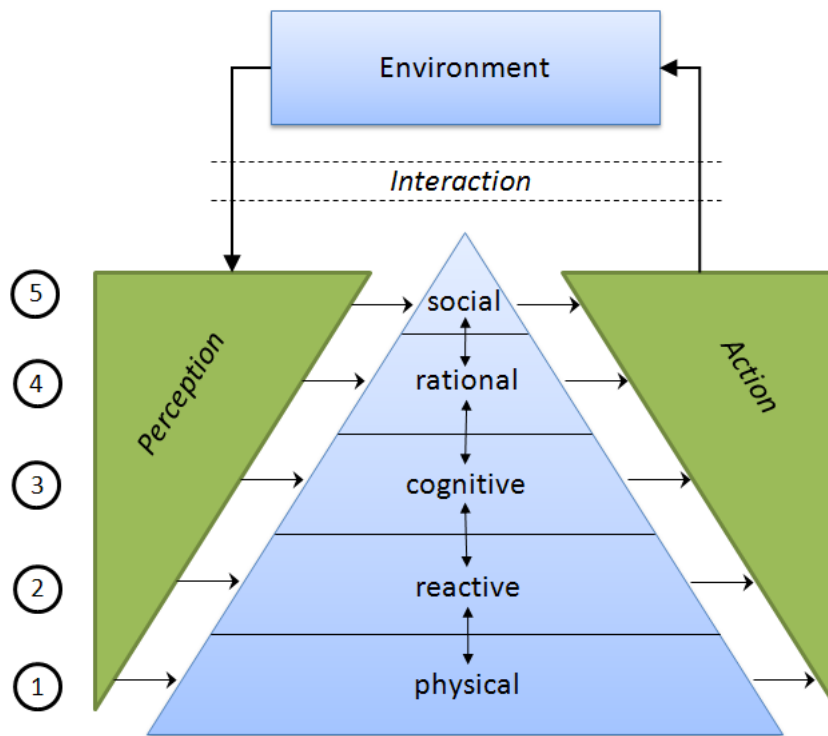 Environment
Interaction
5
social
4
rational
Perception
Action
3
cognitive
2
reactive
1
physical